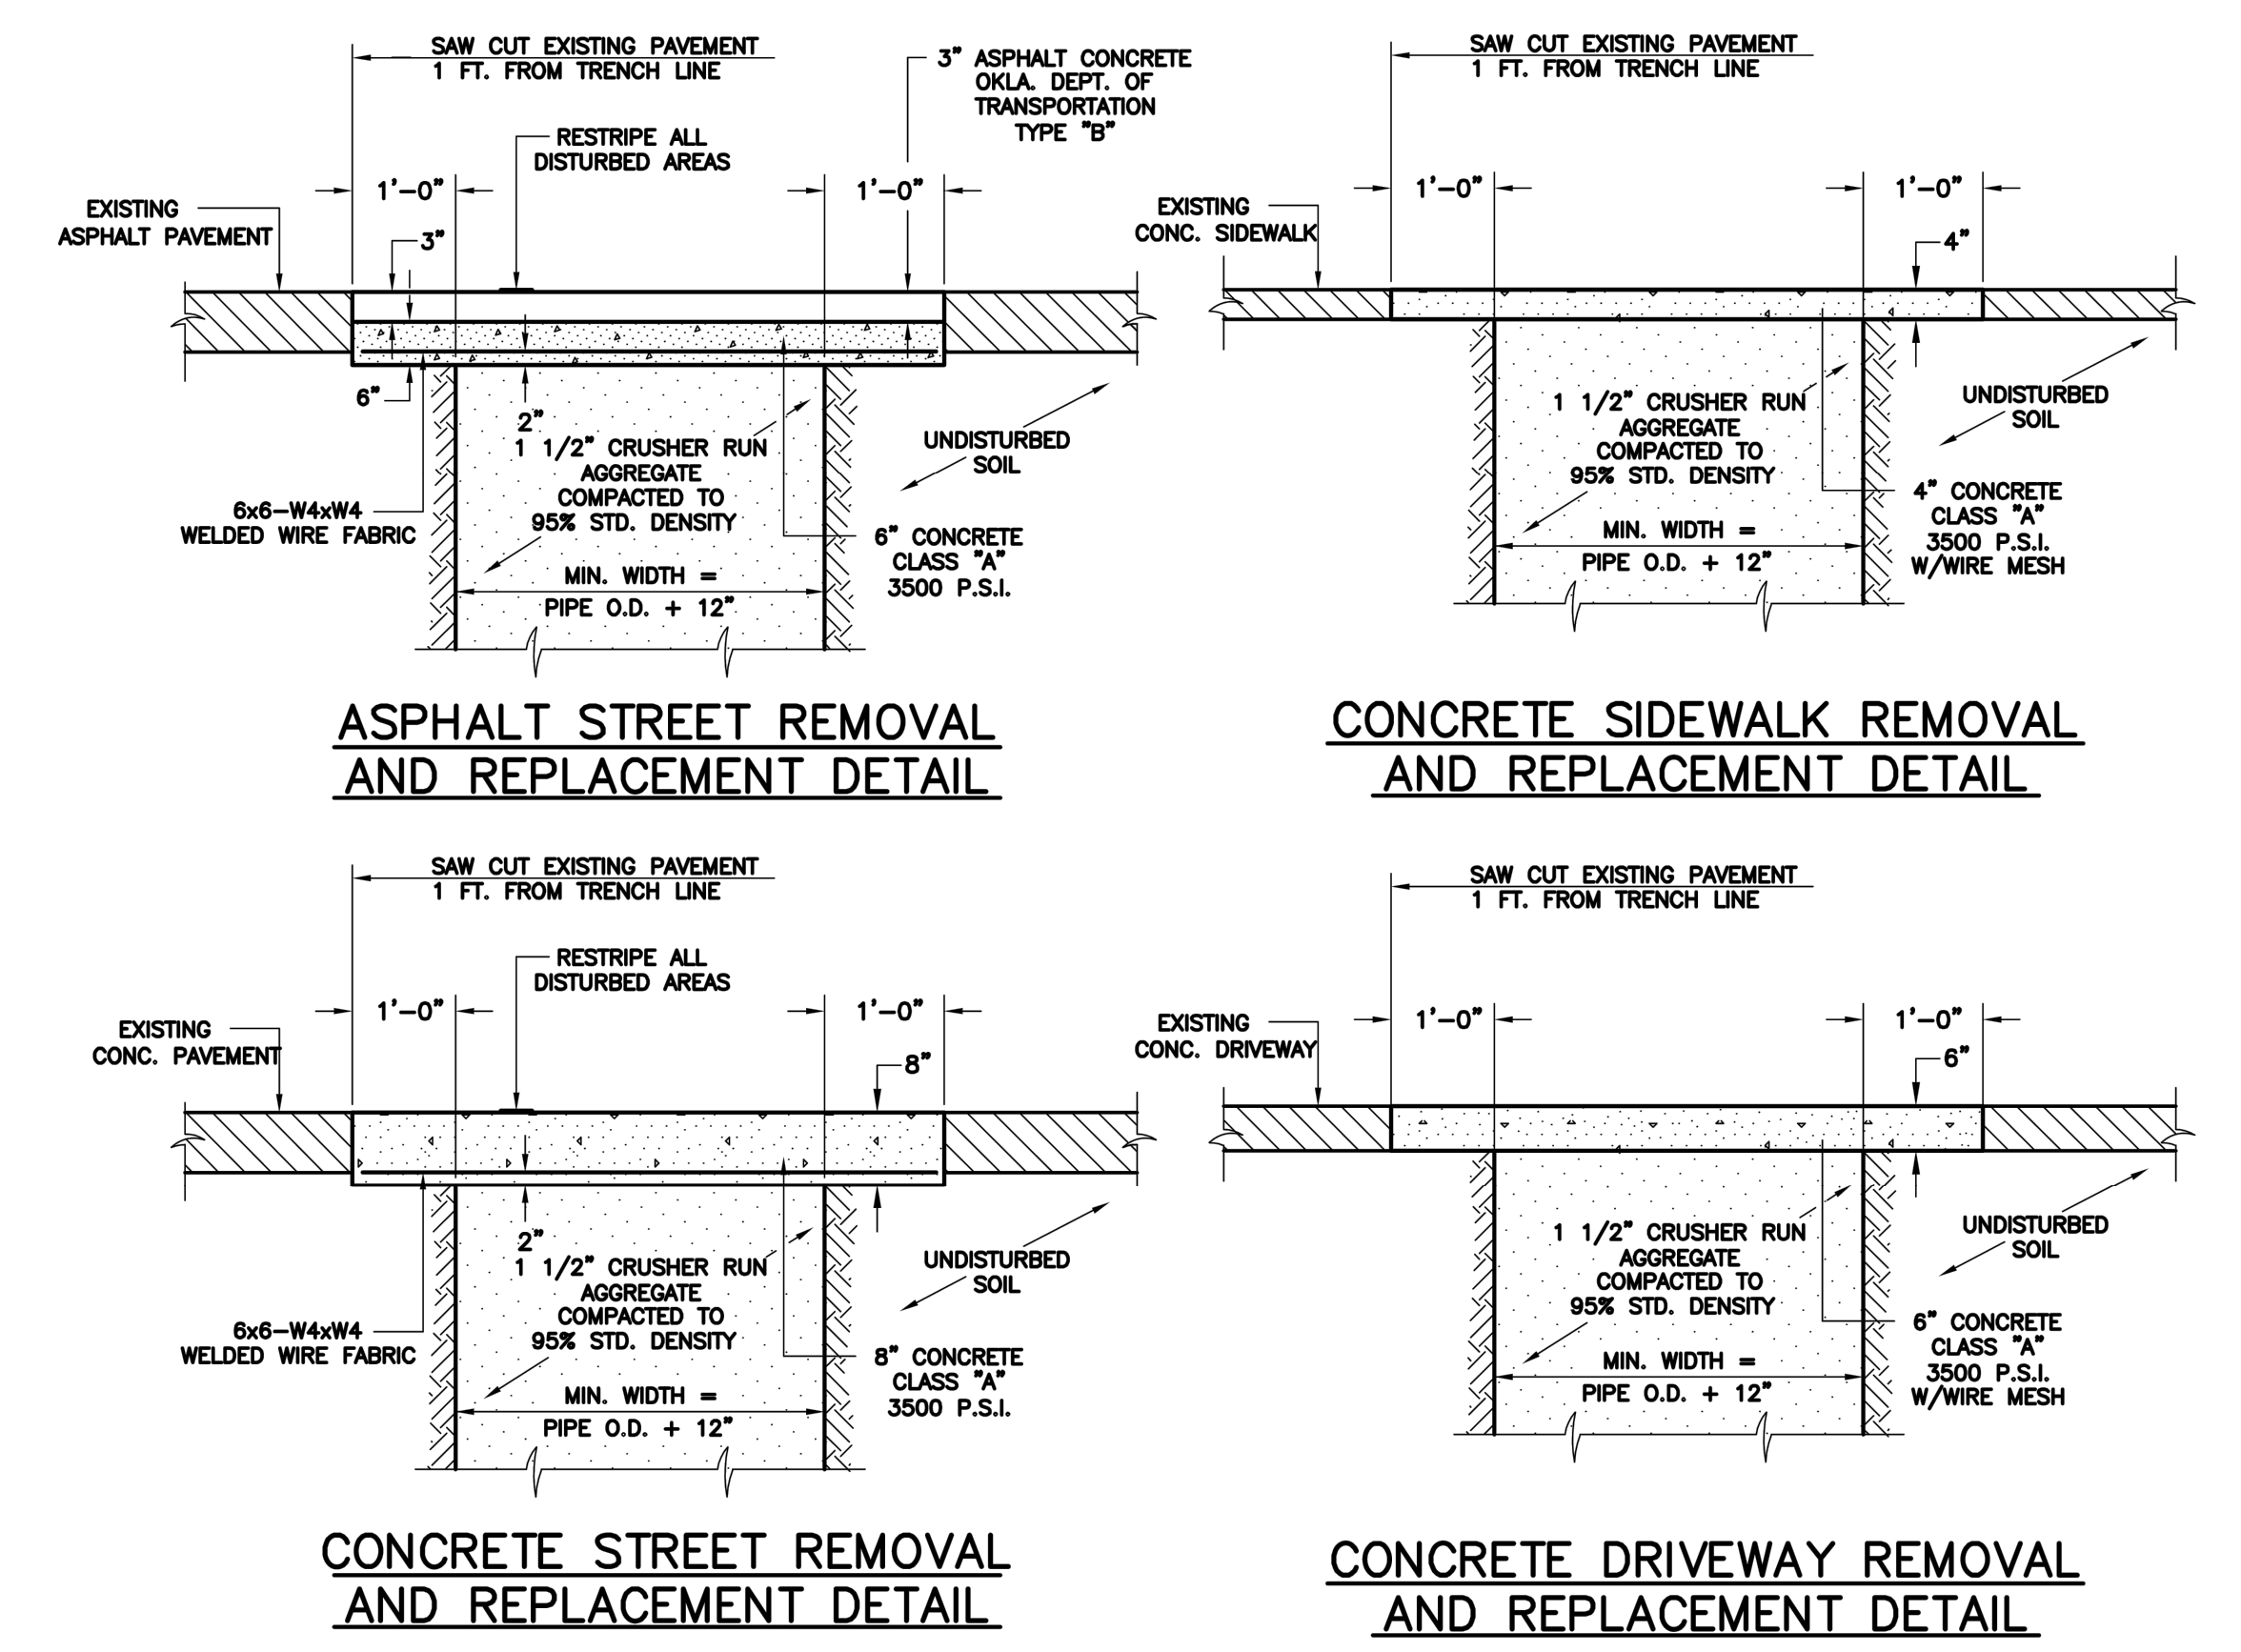 SAW CUT EXISTING PAVEMENT
1 FT. FROM TRENCH LINE
3" ASPHALT CONCRETE
OKLA. DEPT. OF
TRANSPORTATION
TYPE "B"
RESTRIPE ALL
DISTURBED AREAS
1'-0"
1'-0"
EXISTING
ASPHALT PAVEMENT
3"
6"
2"
1 1/2" CRUSHER RUN
AGGREGATE
COMPACTED TO
95% STD. DENSITY
UNDISTURBED
SOIL
6x6-W4xW4
WELDED WIRE FABRIC
6" CONCRETE
CLASS "A"
3500 P.S.I.
MIN. WIDTH =
PIPE O.D. + 12"
ASPHALT STREET REMOVAL
AND REPLACEMENT DETAIL
SAW CUT EXISTING PAVEMENT
1 FT. FROM TRENCH LINE
1'-0"
1'-0"
EXISTING
CONC. SIDEWALK
4"
1 1/2" CRUSHER RUN
AGGREGATE
COMPACTED TO
95% STD. DENSITY
UNDISTURBED
SOIL
4" CONCRETE
CLASS "A"
3500 P.S.I.
W/WIRE MESH
MIN. WIDTH =
PIPE O.D. + 12"
CONCRETE SIDEWALK REMOVAL
AND REPLACEMENT DETAIL
SAW CUT EXISTING PAVEMENT
1 FT. FROM TRENCH LINE
RESTRIPE ALL
DISTURBED AREAS
1'-0"
1'-0"
EXISTING
CONC. PAVEMENT
8"
2"
1 1/2" CRUSHER RUN
AGGREGATE
COMPACTED TO
95% STD. DENSITY
UNDISTURBED
SOIL
6x6-W4xW4
WELDED WIRE FABRIC
8" CONCRETE
CLASS "A"
3500 P.S.I.
MIN. WIDTH =
PIPE O.D. + 12"
CONCRETE STREET REMOVAL
AND REPLACEMENT DETAIL
SAW CUT EXISTING PAVEMENT
1 FT. FROM TRENCH LINE
1'-0"
1'-0"
EXISTING
CONC. DRIVEWAY
6"
1 1/2" CRUSHER RUN
AGGREGATE
COMPACTED TO
95% STD. DENSITY
UNDISTURBED
SOIL
6" CONCRETE
CLASS "A"
3500 P.S.I.
W/WIRE MESH
MIN. WIDTH =
PIPE O.D. + 12"
CONCRETE DRIVEWAY REMOVAL
AND REPLACEMENT DETAIL